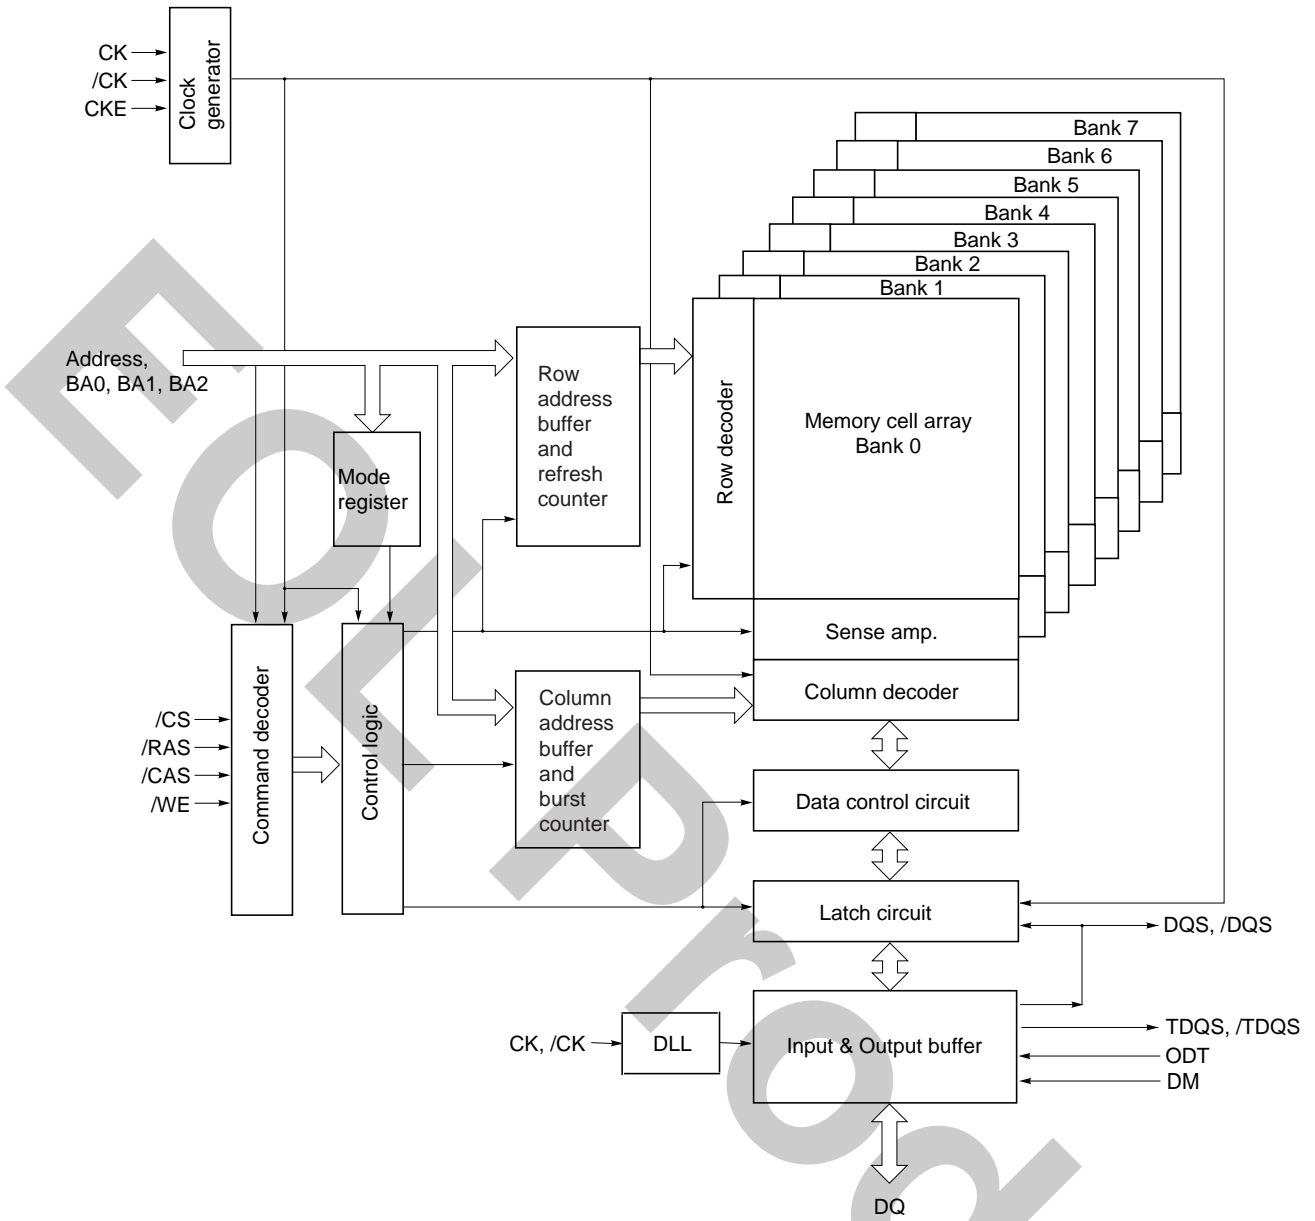 CK
/CK
CKE
Clock
generator
Bank 7
Bank 6
Bank 5
Bank 4
Bank 3
Bank 2
Bank 1
Address,
BA0, BA1, BA2
Mode
register
Row
address
buffer
and
refresh
counter
Row decoder
Memory cell array
Bank 0
Sense amp.
Column decoder
/CS
/RAS
/CAS
/WE
Command decoder
Control logic
Column
address
buffer
and
burst
counter
Data control circuit
Latch circuit
DQS, /DQS
CK, /CK
DLL
Input & Output buffer
TDQS, /TDQS
ODT
DM
DQ
EOL Prod